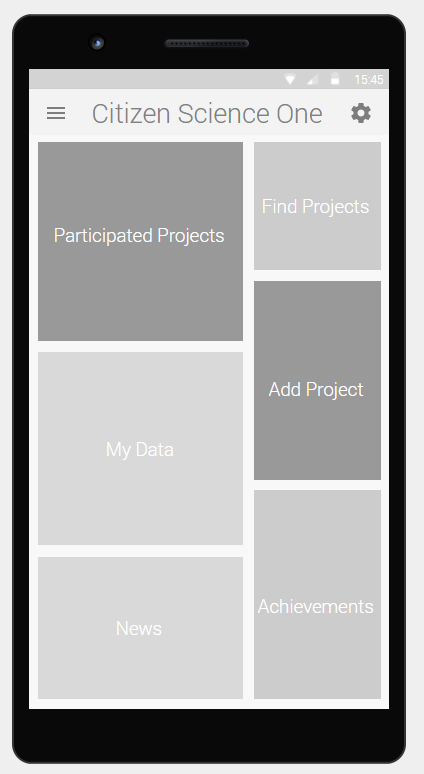 15:45
Citizen Science One
Participated Projects
Find Projects
Add Project
My Data
Achievements
News